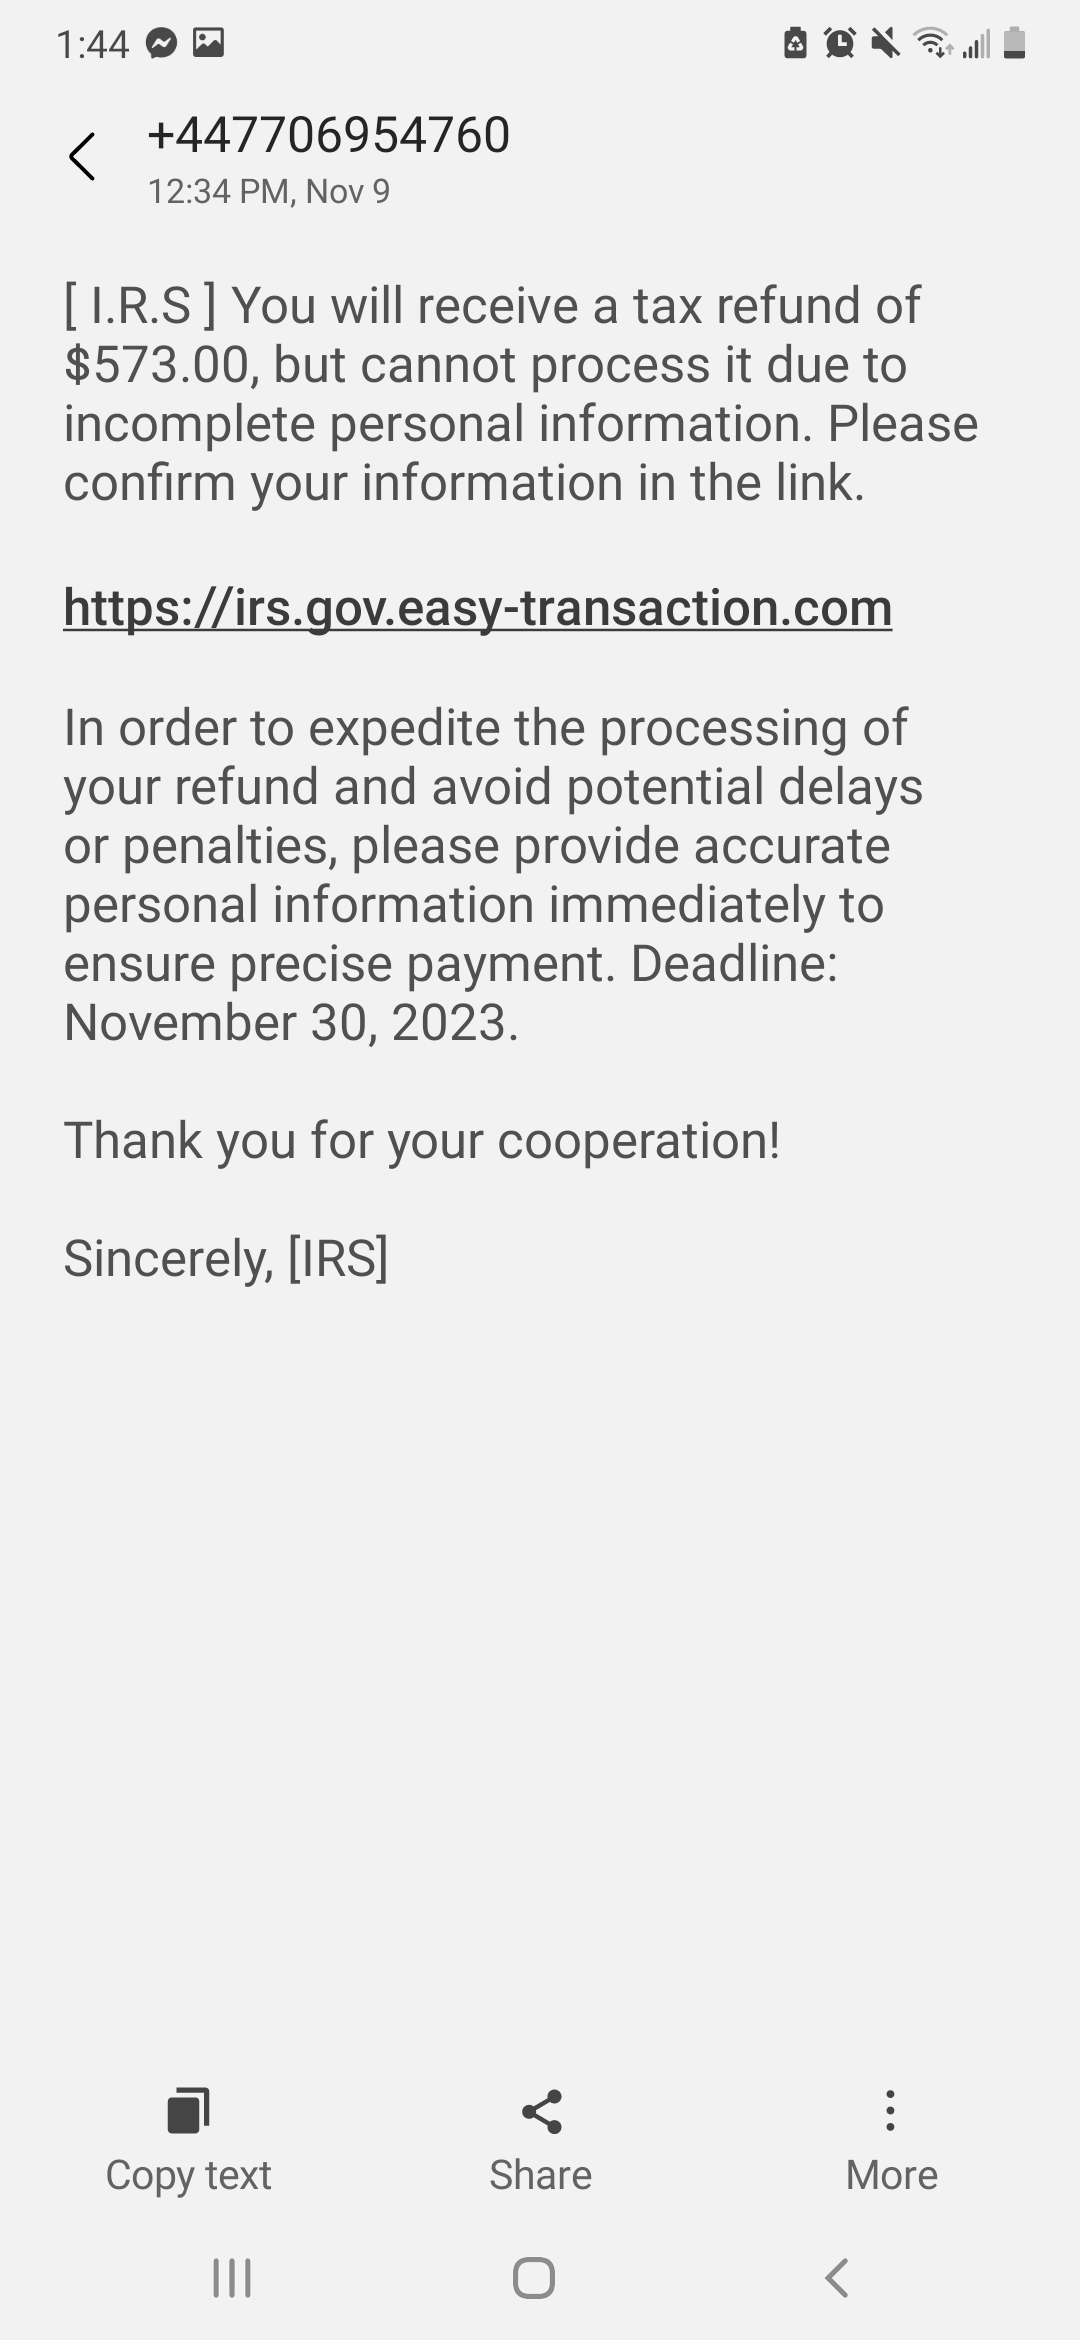 1:44
+447706954760
12:34 PM, Nov 9
[ I.R.S ] You will receive a tax refund of
$573.00, but cannot process it due to
incomplete personal information. Please
confirm your information in the link.
https://irs.gov.easy-transaction.com
In order to expedite the processing of
your refund and avoid potential delays
or penalties, please provide accurate
personal information immediately to
ensure precise payment. Deadline:
November 30, 2023.
Thank you for your cooperation!
Sincerely, [IRS]
Copy text
Share
More